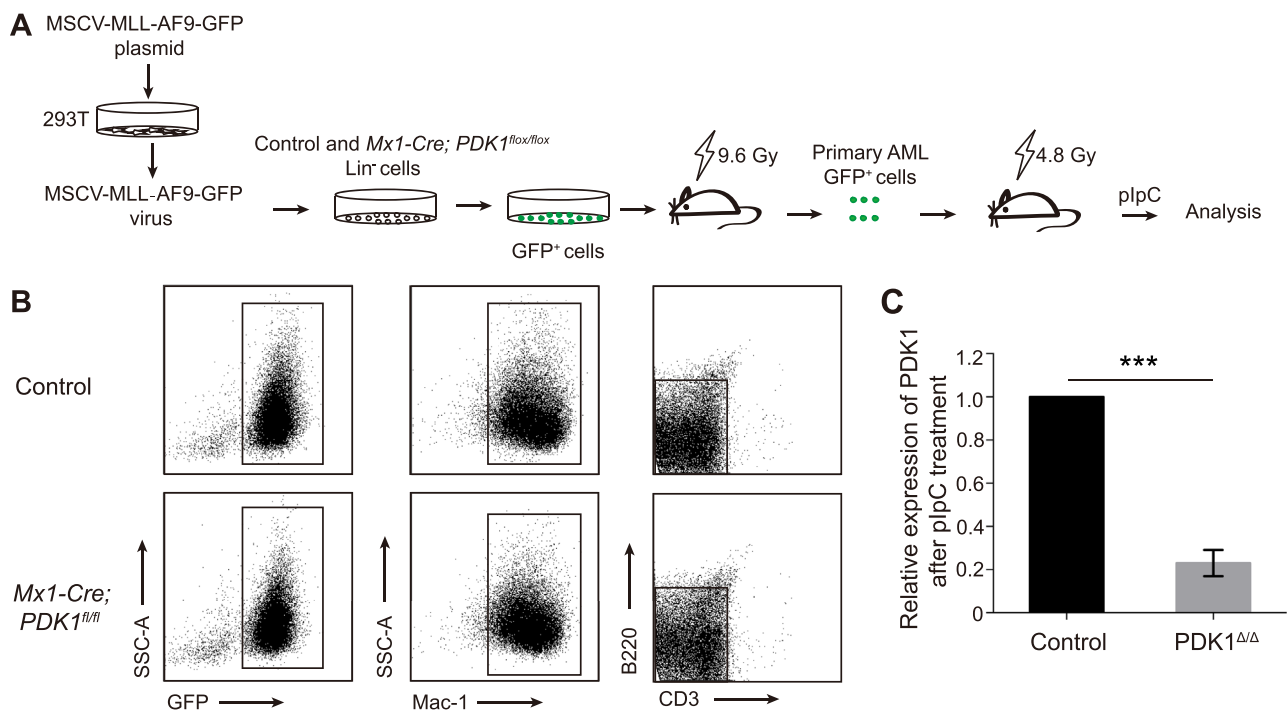 A
MSCV-MLL-AF9-GFP
plasmid
293T
MSCV-MLL-AF9-GFP
virus
Control and Mx1-Cre; PDK1flox/flox
Lin- cells
GFP+ cells
9.6 Gy
Primary AML
GFP+ cells
4.8 Gy
pIpC
Analysis
B
Control
Mx1-Cre;
PDK1fl/fl
SSC-A
GFP
SSC-A
Mac-1
B220
CD3
C
Relative expression of PDK1
after pIpC treatment
1.2
1.0
0.8
0.6
0.4
0.2
0
***
Control
PDK1Δ/Δ